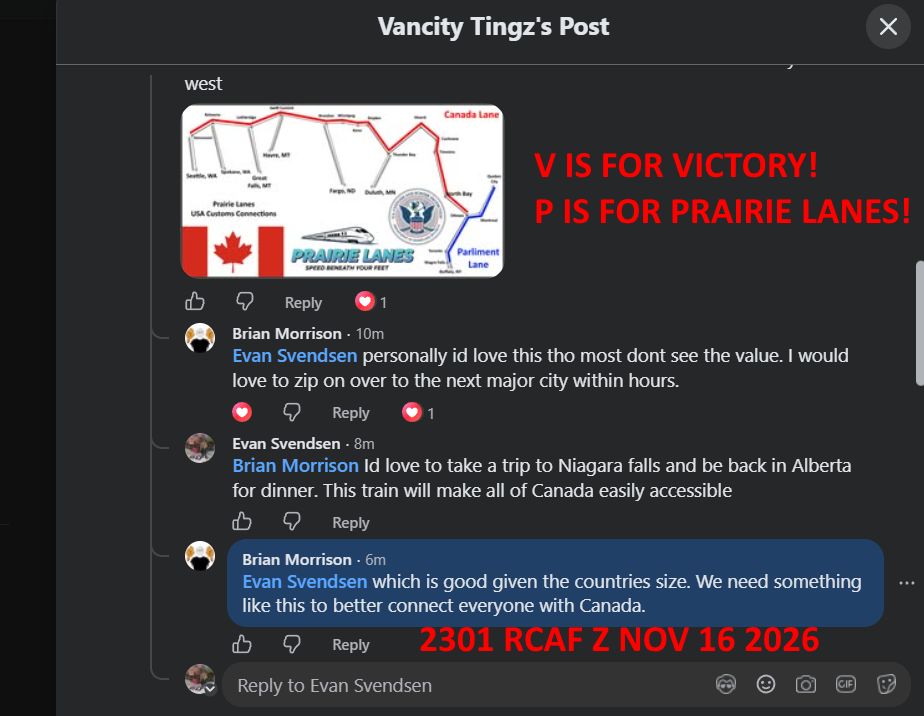 Vancity Tingz's Post
west
Canada Lane
Havre, MT
Seattle, WA
Spokane, WA
Great
Falls, MT
Fargo, ND
Duluth, MN
Thunder Bay
North Bay
Prairie Lanes
USA Customs Connections
PRAIRIE LANES
SPEED BENEATH YOUR FEET
Parliment
Lane
Buffalo, NY
V IS FOR VICTORY!
P IS FOR PRAIRIE LANES!
Reply
1
Brian Morrison · 10m
Evan Svendsen personally id love this tho most dont see the value. I would
love to zip on over to the next major city within hours.
Reply
1
Evan Svendsen · 8m
Brian Morrison Id love to take a trip to Niagara falls and be back in Alberta
for dinner. This train will make all of Canada easily accessible
Reply
Brian Morrison · 6m
Evan Svendsen which is good given the countries size. We need something
like this to better connect everyone with Canada.
Reply
2301 RCAF Z NOV 16 2026
Reply to Evan Svendsen
GIF